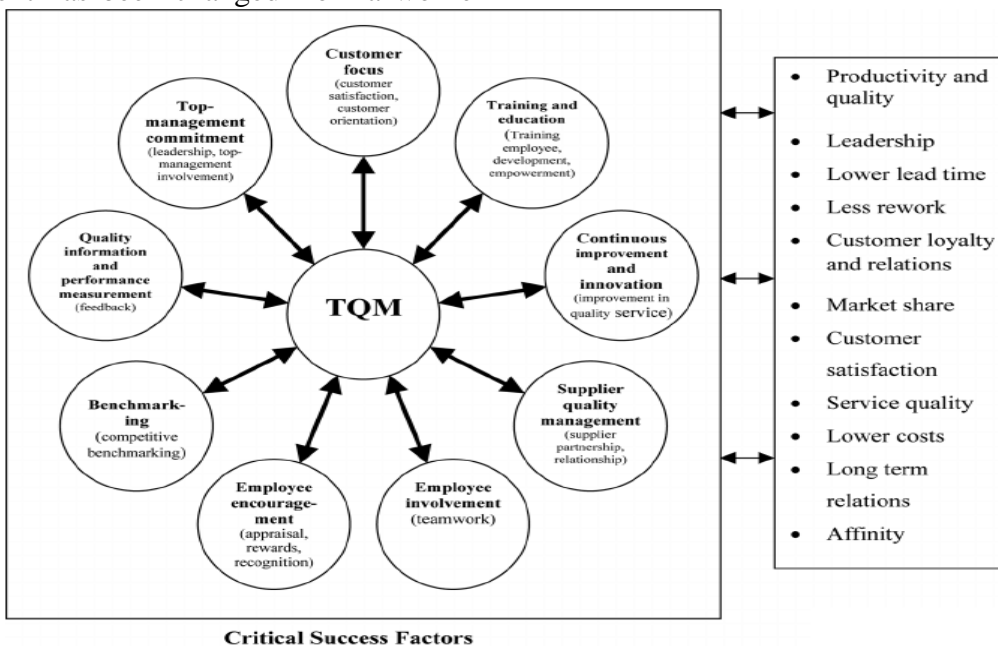 Customer
focus
(customer
satisfaction,
customer
orientation)
Top-
management
commitment
(leadership, top-
management
involvement)
Training and
education
(Training
employee,
development,
empowerment)
Quality
information
and
performance
measurement
(feedback)
TQM
Continuous
improvement
and
innovation
(improvement in
quality service)
Benchmark-
ing
(competitive
benchmarking)
Supplier
quality
management
(supplier
partnership,
relationship)
Employee
encourage-
ment
(appraisal,
rewards,
recognition)
Employee
involvement
(teamwork)
Critical Success Factors
• Productivity and
quality
• Leadership
• Lower lead time
• Less rework
• Customer loyalty
and relations
• Market share
• Customer
satisfaction
• Service quality
• Lower costs
• Long term
relations
• Affinity